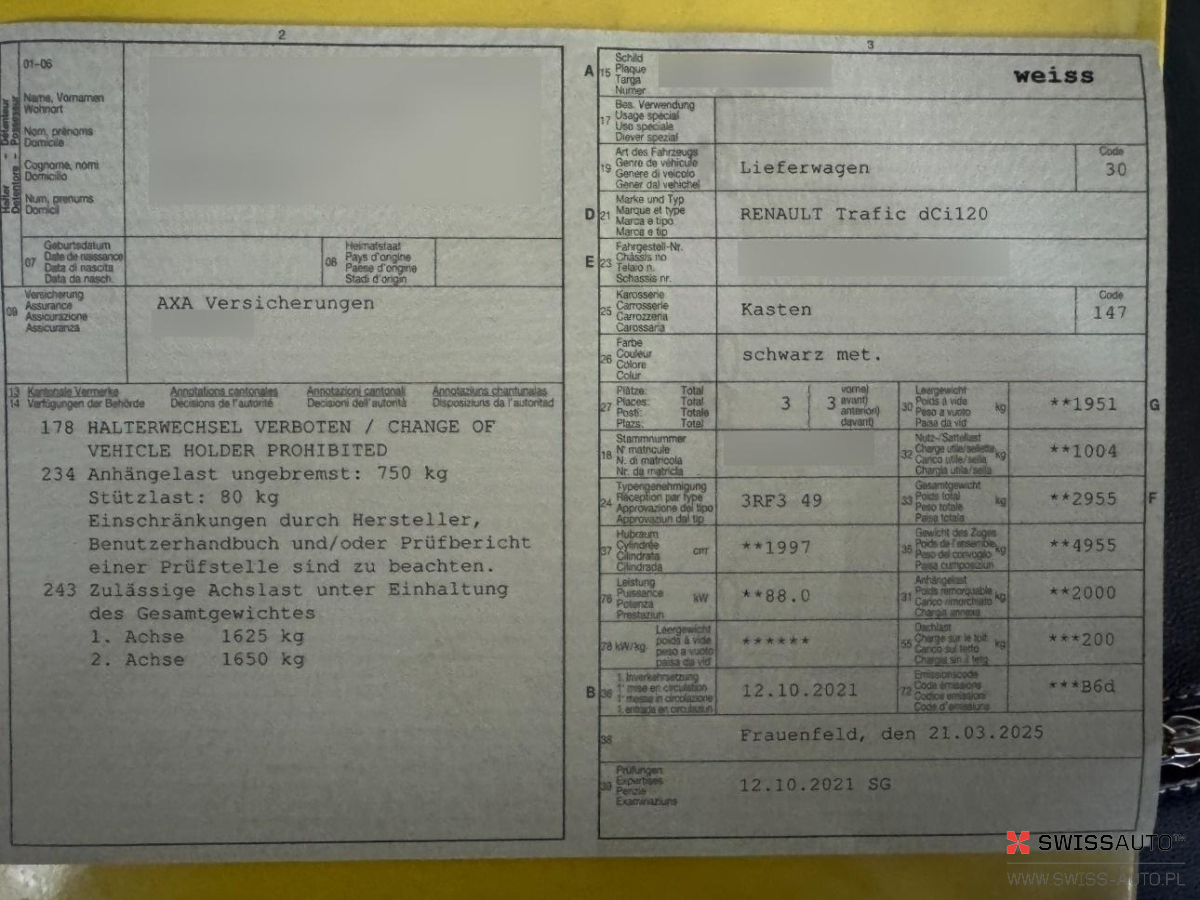 2
01-06
Name, Vornamen
Wohnort
Nom, prénoms
Domicile
Cognome, nomi
Domicilio
Num, prenums
Domicil
Halter - Détenteur
Detentore - Possessur
07
Geburtsdatum
Date de naissance
Data di nascita
Data da nasch.
08
Heimatstaat
Pays d'origine
Paese d'origine
Stadi d'origin
09
Versicherung
Assurance
Assicurazione
Assicuranza
AXA Versicherungen
13 Kantonale Vermerke Annotations cantonales Annotazioni cantonali Annotaziuns chantunalas
14 Verfügungen der Behörde Décisions de l'autorité Decisioni dell'autorità Disposiziuns da l'autoritad
178 HALTERWECHSEL VERBOTEN / CHANGE OF
VEHICLE HOLDER PROHIBITED
234 Anhängelast ungebremst: 750 kg
Stützlast: 80 kg
Einschränkungen durch Hersteller,
Benutzerhandbuch und/oder Prüfbericht
einer Prüfstelle sind zu beachten.
243 Zulässige Achslast unter Einhaltung
des Gesamtgewichtes
1. Achse 1625 kg
2. Achse 1650 kg
3
A 15
Schild
Plaque
Targa
Numer
weiss
17
Bes. Verwendung
Usage spécial
Uso speciale
Diever spezial
19
Art des Fahrzeugs
Genre de véhicule
Genere di veicolo
Gener dal vehichel
Lieferwagen
Code
30
D 21
Marke und Typ
Marque et type
Marca e tipo
Marca e tip
RENAULT Trafic dCi120
E 23
Fahrgestell-Nr.
Châssis no
Telaio n.
Schassis nr.
25
Karosserie
Carrosserie
Carrozzeria
Carossaria
Kasten
Code
147
26
Farbe
Couleur
Colore
Colur
schwarz met.
27
Plätze: Total
Places: Total
Posti: Totale
Plazs: Total
3 ( 3
vorne)
avant)
anteriori)
davant)
30
Leergewicht
Poids à vide
Peso a vuoto
Paisa da vid
kg
**1951
G
18
Stammnummer
N° matricule
N. di matricola
Nr. da matricla
32
Nutz-/Sattellast
Charge utile/sellette
Carico utile/sella
Chargia utile/sella
kg
**1004
24
Typengenehmigung
Réception par type
Approvazione del tipo
Approvaziun dal tip
3RF3 49
33
Gesamtgewicht
Poids total
Peso totale
Paisa totala
kg
**2955
F
37
Hubraum
Cylindrée
Cilindrata
Cilindrada
cm³
**1997
35
Gewicht des Zuges
Poids de l'ensemble
Peso del convoglio
Paisa cumposiziun
kg
**4955
76
Leistung
Puissance
Potenza
Prestaziun
kW
**88.0
31
Anhängelast
Poids remorquable
Carico rimorchiato
Chargia annexa
kg
**2000
78 kW/kg
Leergewicht
poids à vide
peso a vuoto
paisa da vid
******
55
Dachlast
Charge sur le toit
Carico sul tetto
Chargia sin il tetg
kg
***200
B 36
1. Inverkehrsetzung
1re mise en circulation
1a messa in circolazione
1. entrada en circulaziun
12.10.2021
72
Emissionscode
Code émissions
Codice emissioni
Code d'emissiuns
***B6d
38
Frauenfeld, den 21.03.2025
39
Prüfungen
Expertises
Perizie
Examinaziuns
12.10.2021 SG
SWISSAUTO
WWW.SWISS-AUTO.PL